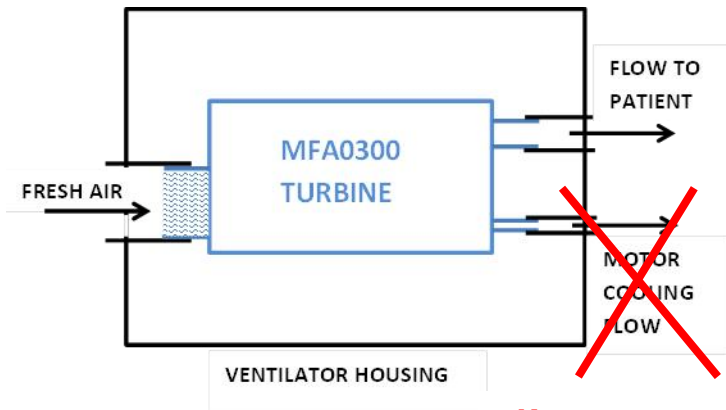 FLOW TO
PATIENT
MFA0300
TURBINE
FRESH AIR
MOTOR
COOLING
FLOW
VENTILATOR HOUSING